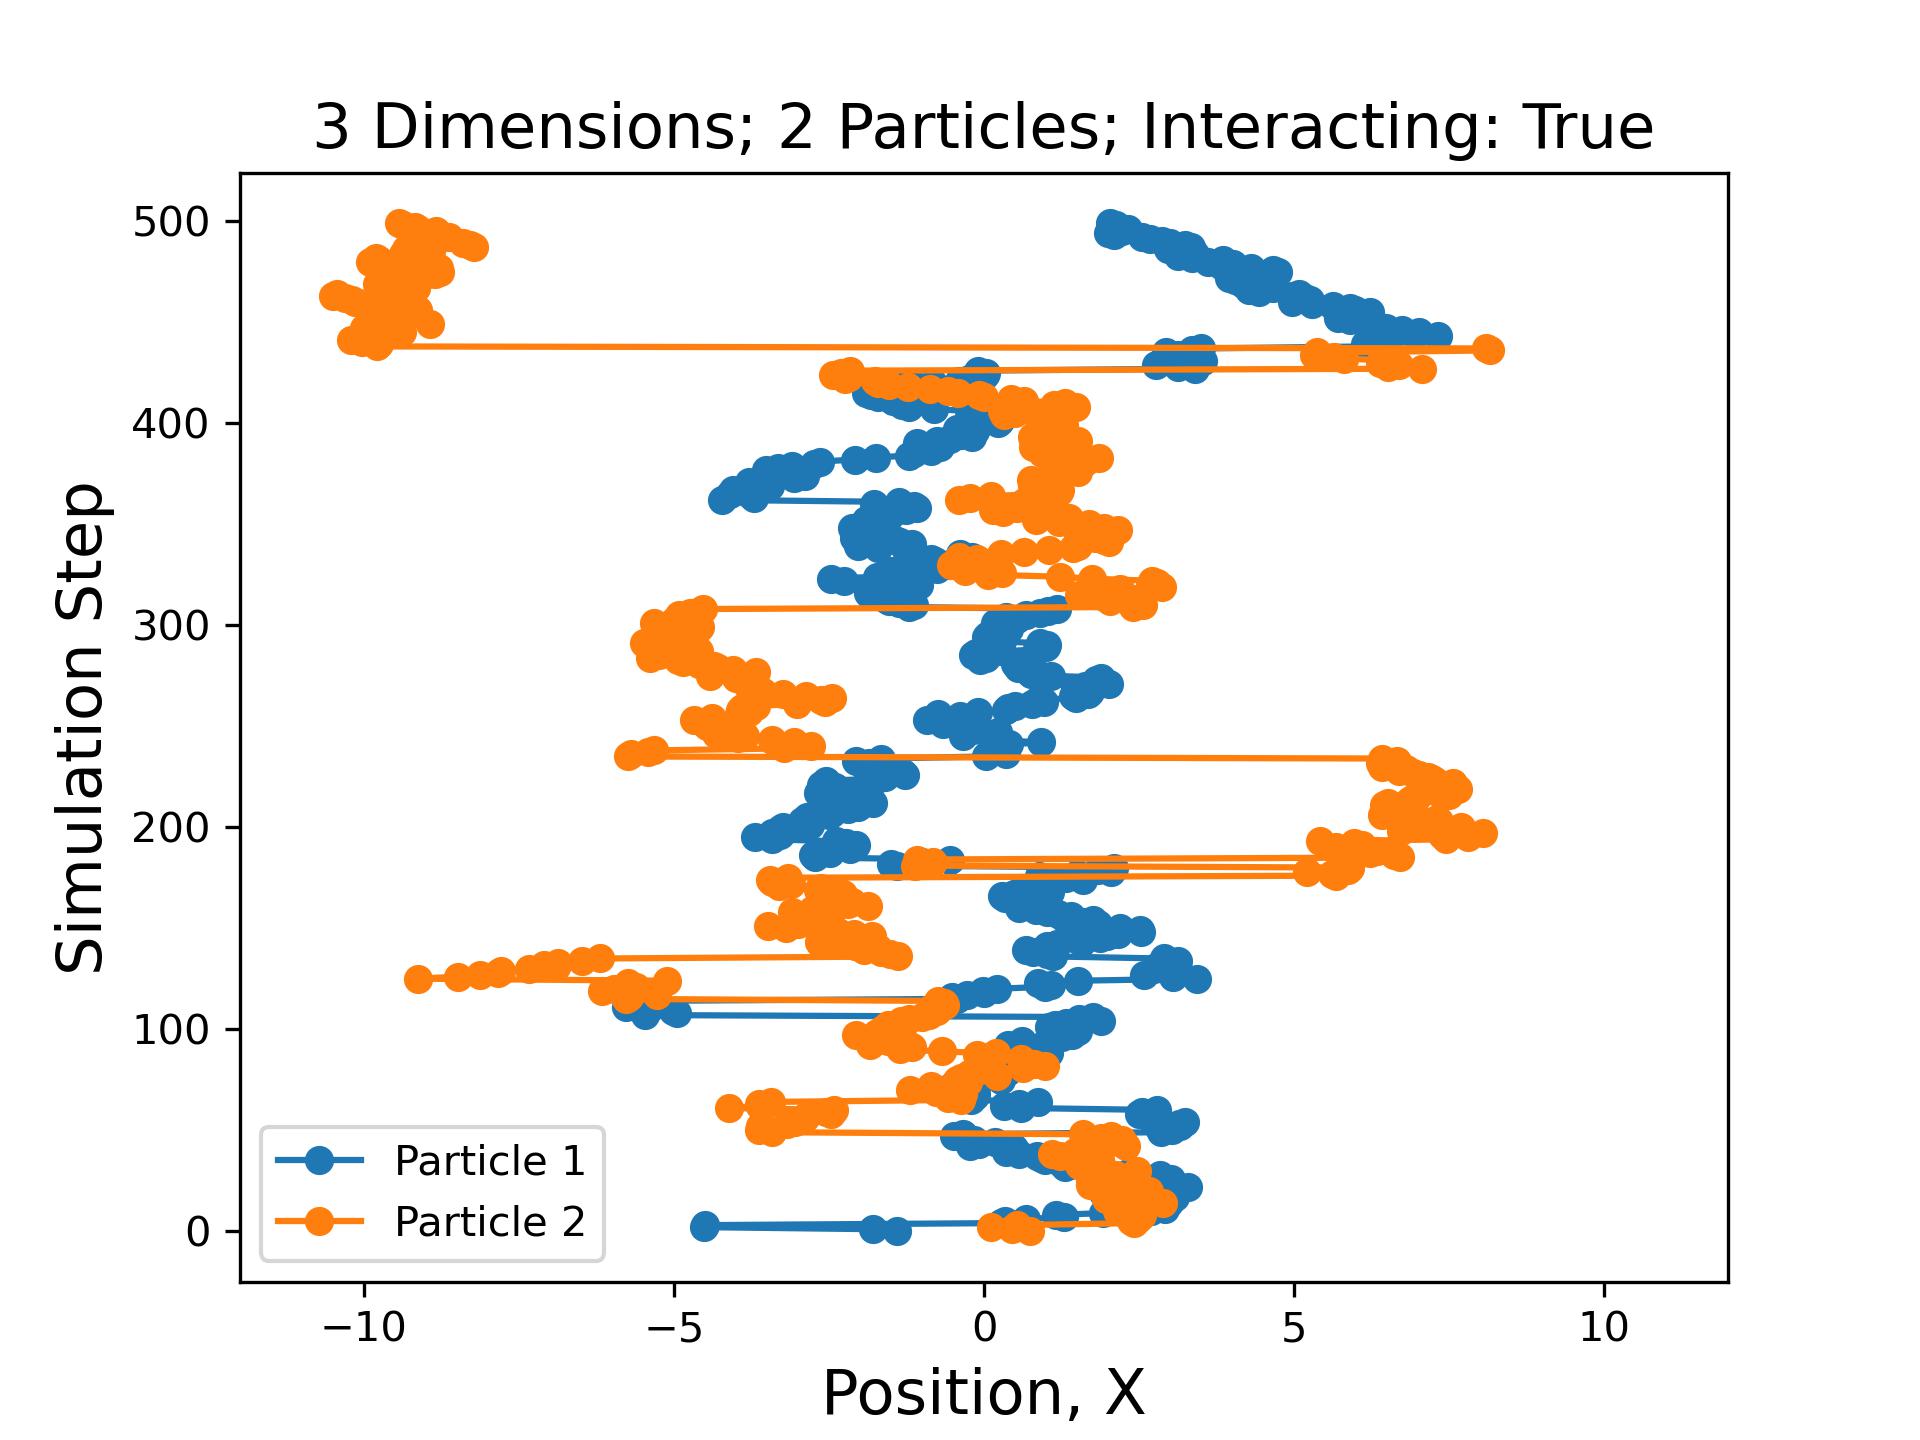 3 Dimensions; 2 Particles; Interacting: True
Simulation Step
500
400
300
200
100
0
Particle 1
Particle 2
−10
−5
0
5
10
Position, X